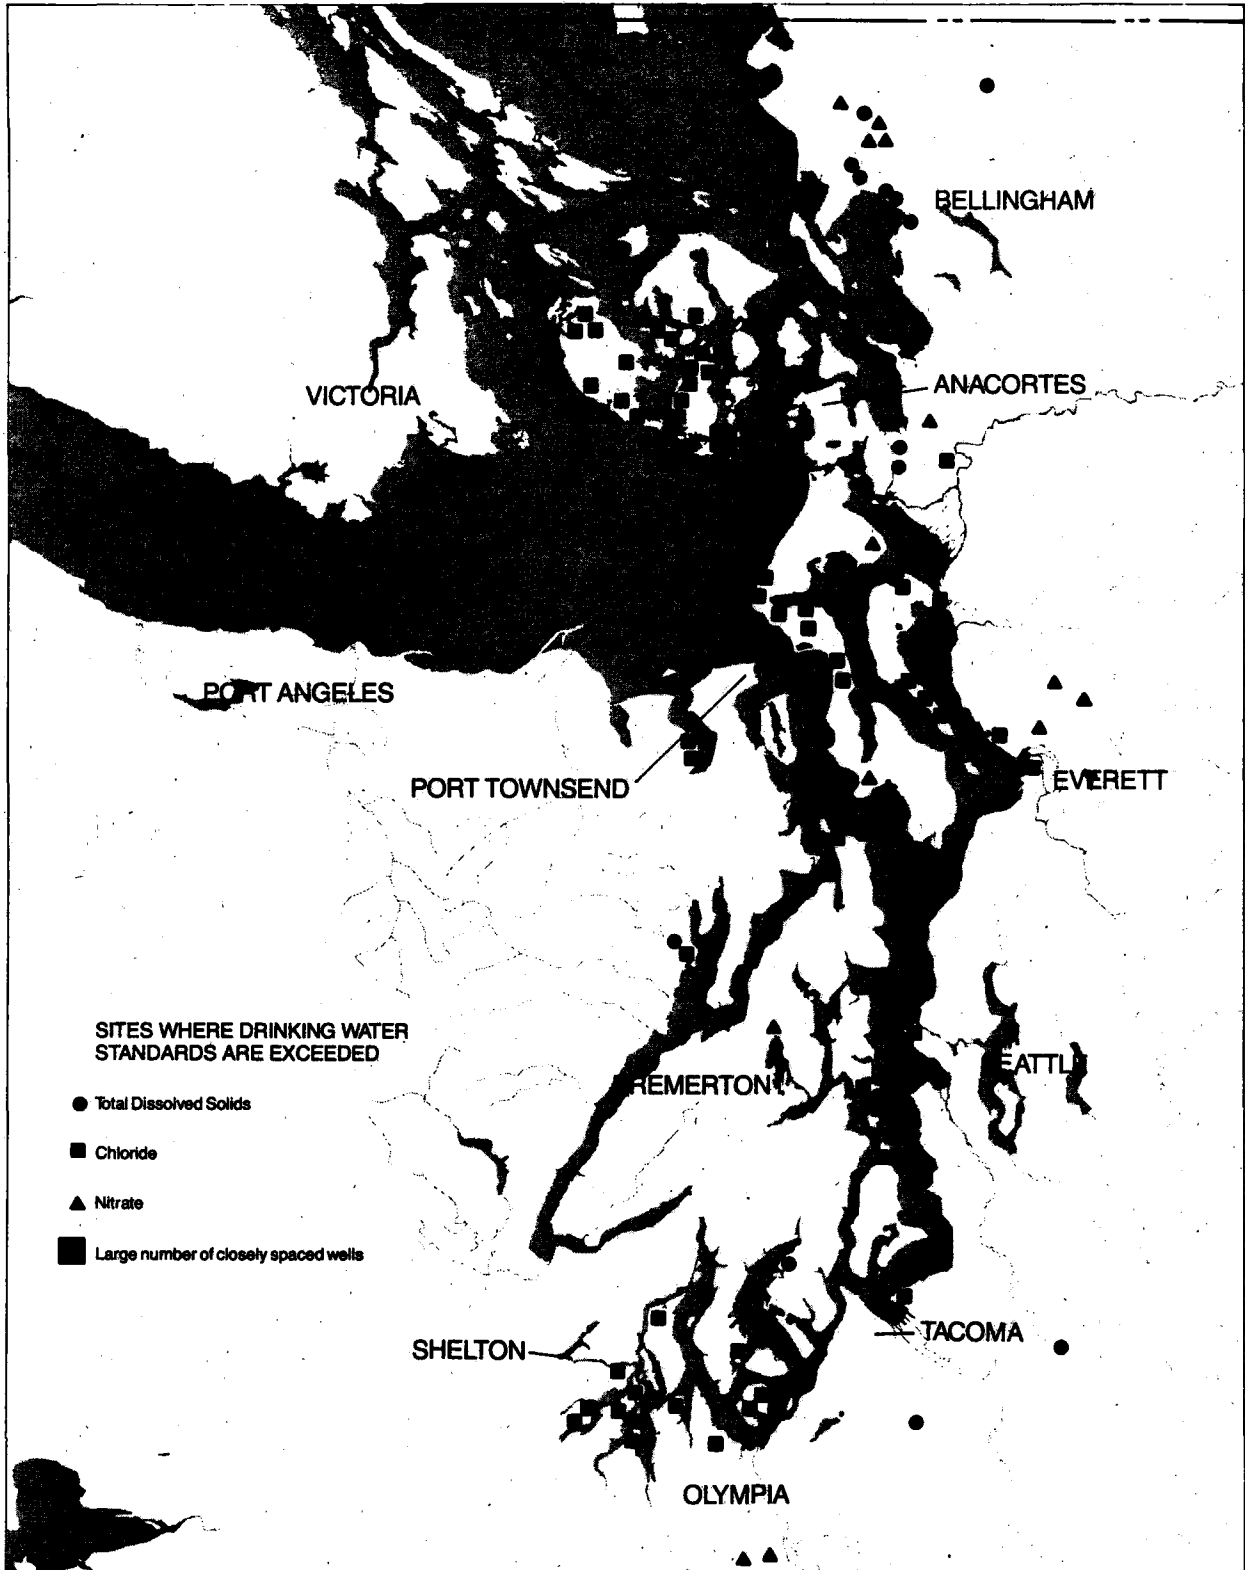 BELLINGHAM
VICTORIA
ANACORTES
PORT ANGELES
PORT TOWNSEND
EVERETT
SITES WHERE DRINKING WATER
STANDARDS ARE EXCEEDED
EATTL
REMERTON
Total Dissolved Solids
Chloride
Nitrate
Large number of closely spaced wells
TACOMA
SHELTON
OLYMPIA